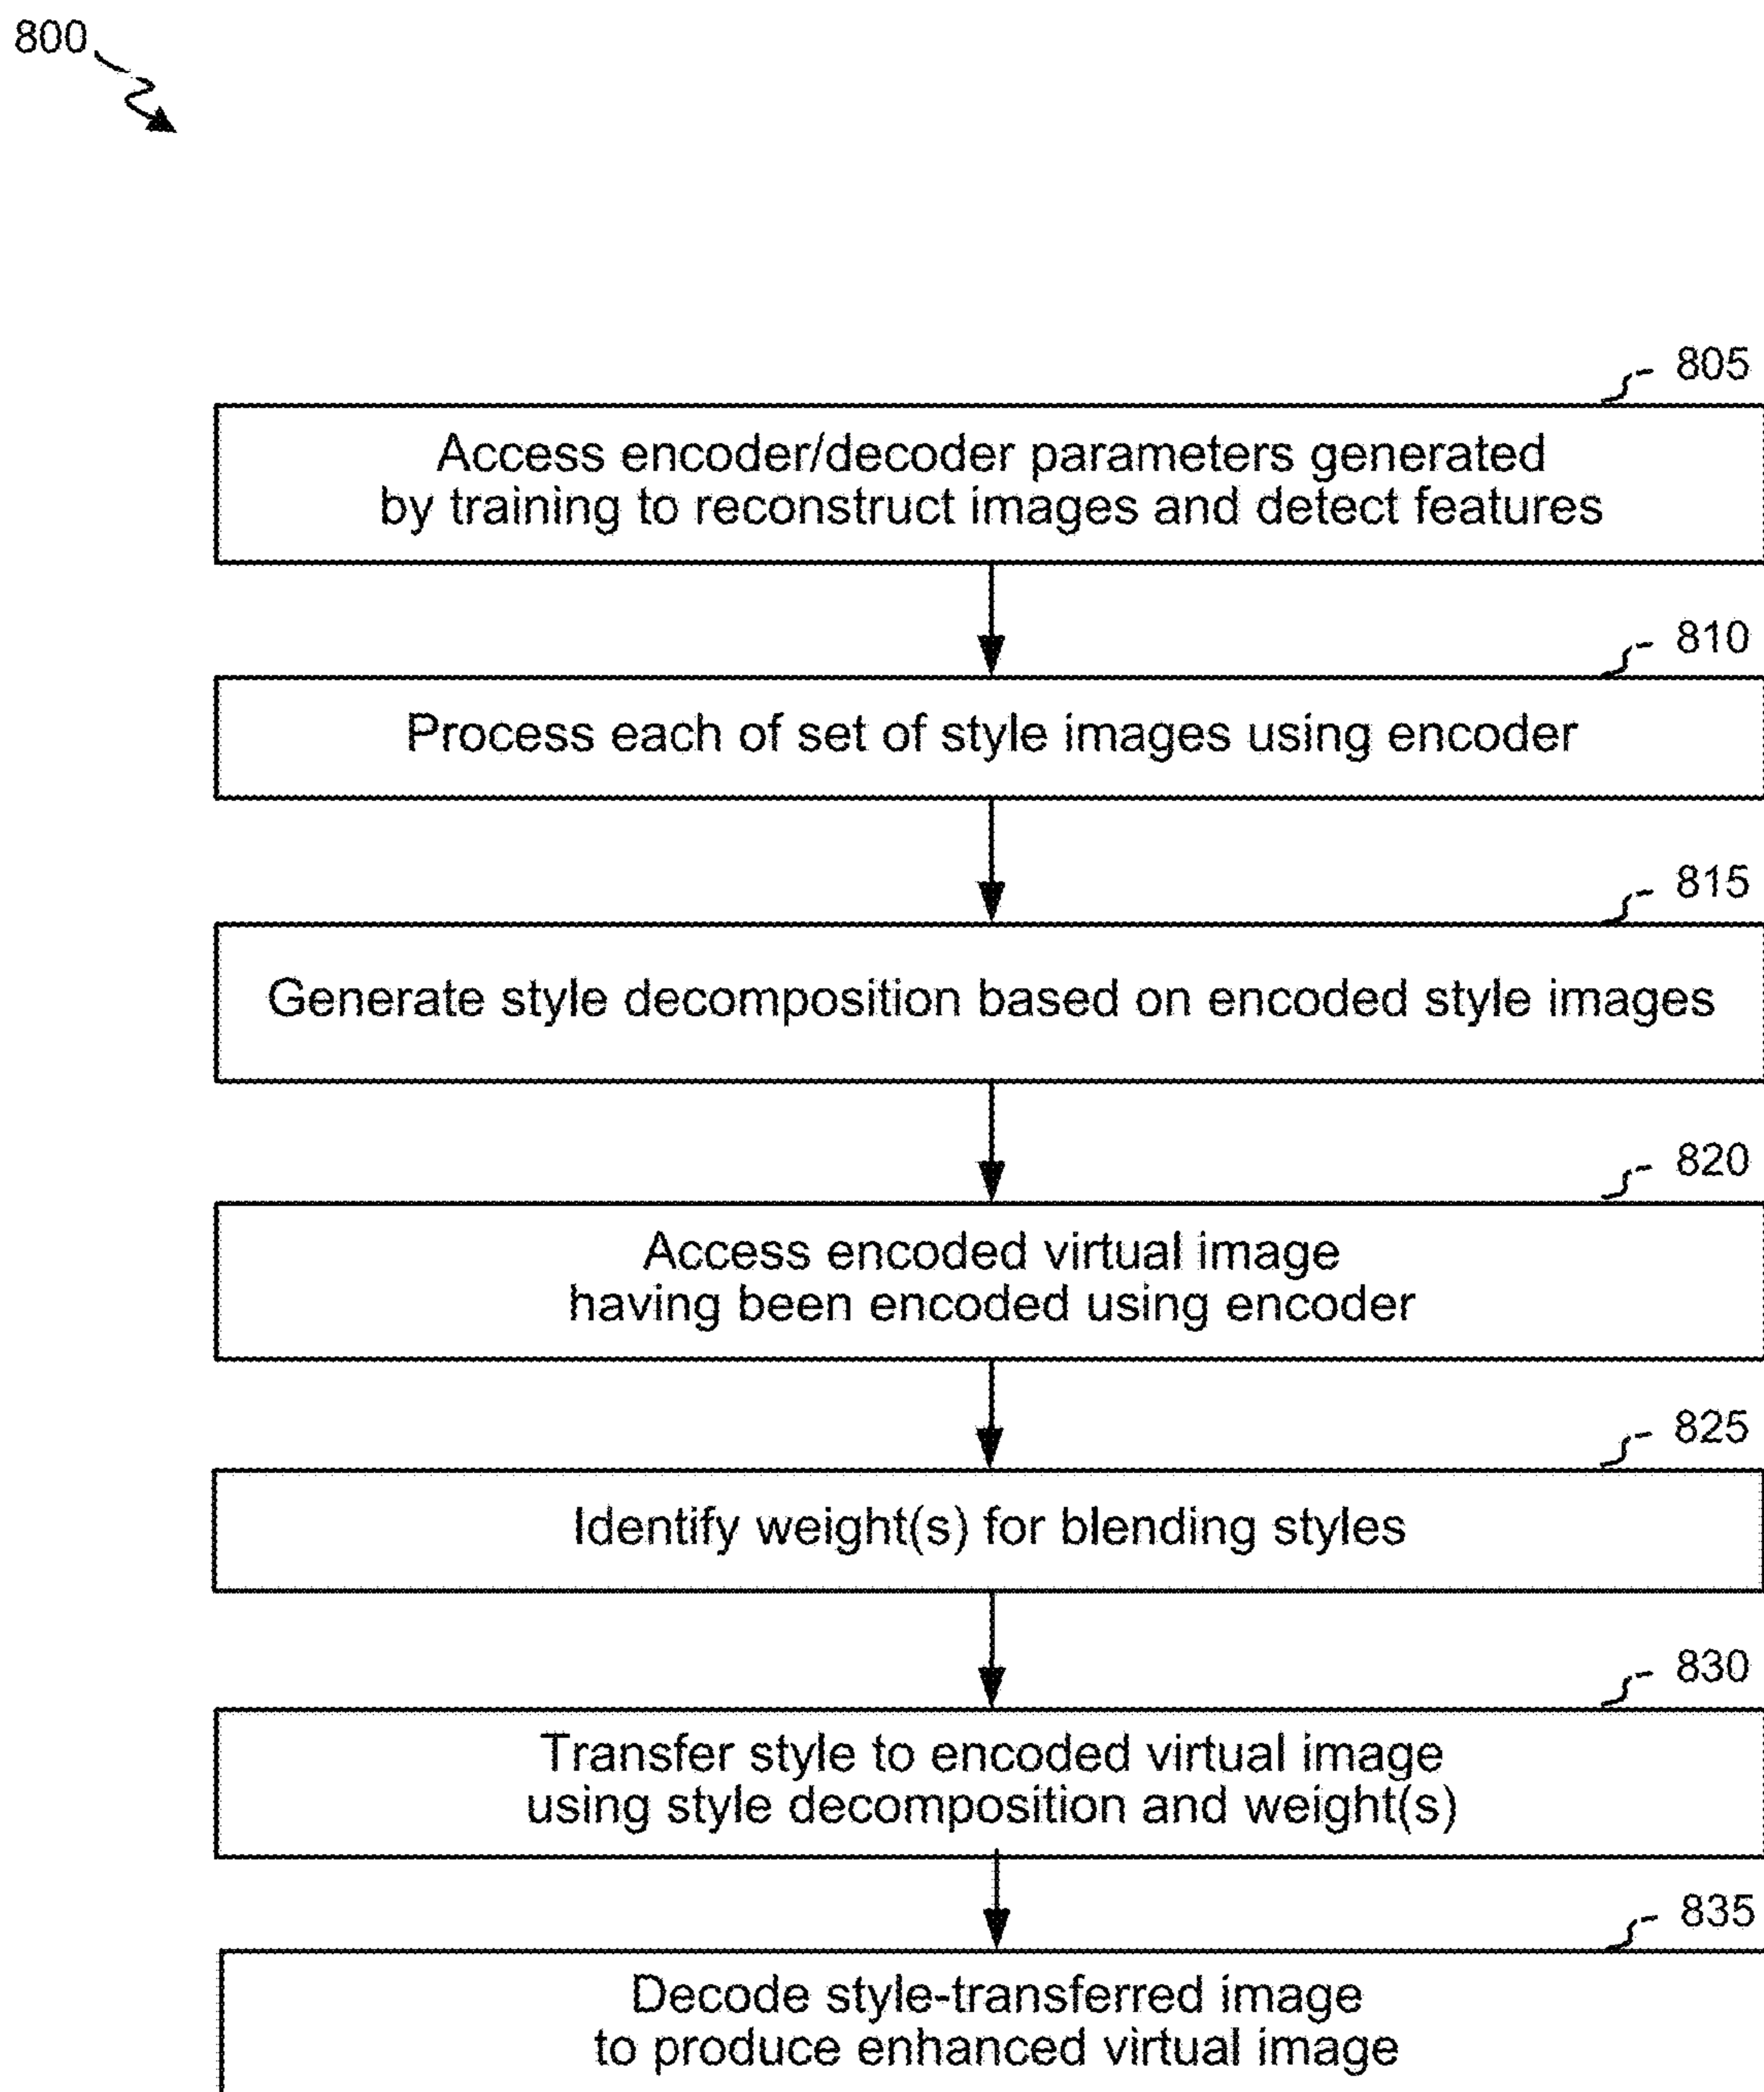 800
805
Access encoder/decoder parameters generated
by training to reconstruct images and detect features
810
Process each of set of style images using encoder
815
Generate style decomposition based on encoded style images
820
Access encoded virtual image
having been encoded using encoder
825
Identify weight(s) for blending styles
830
Transfer style to encoded virtual image
using style decomposition and weight(s)
835
Decode style-transferred image
to produce enhanced virtual image